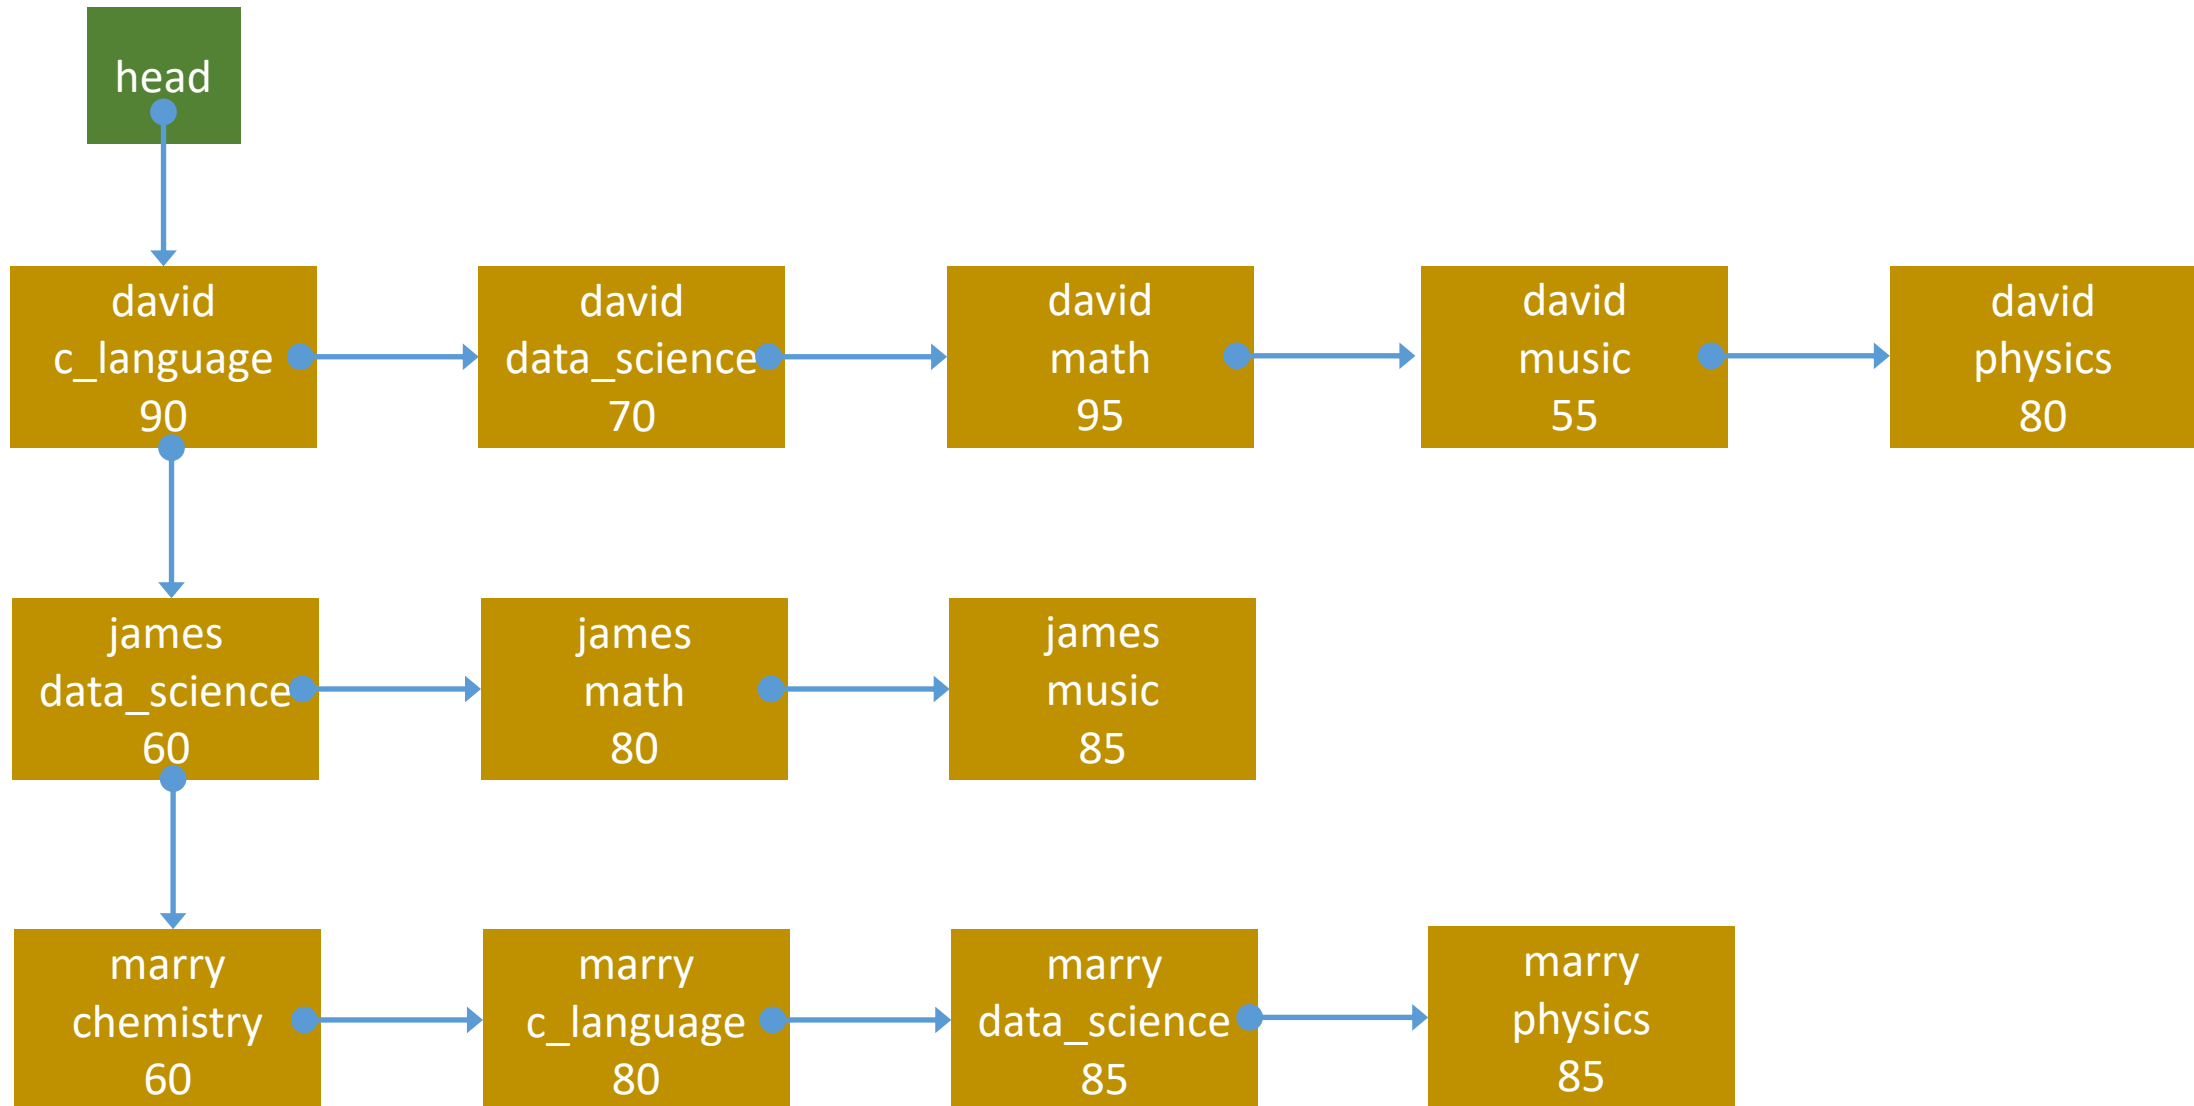 head
david
c_language
90
david
data_science
70
david
math
95
david
music
55
david
physics
80
james
data_science
60
james
math
80
james
music
85
marry
chemistry
60
marry
c_language
80
marry
data_science
85
marry
physics
85